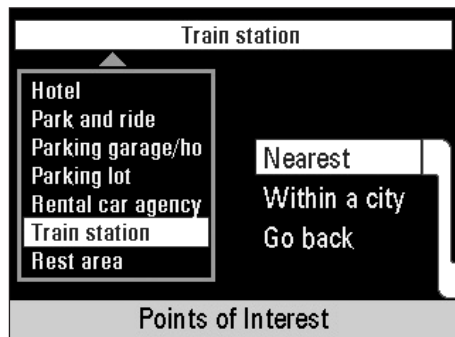 Train station
Hotel
Park and ride
Parking garage/ho
Parking lot
Rental car agency
Train station
Rest area
Nearest
Within a city
Go back
Points of Interest